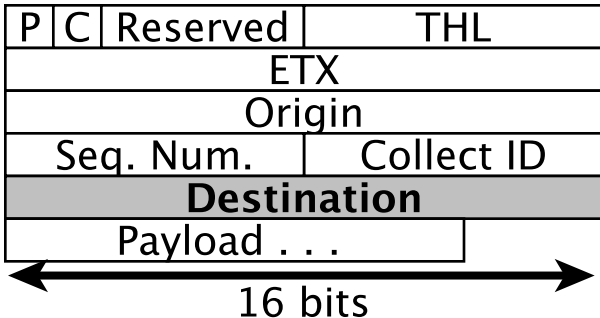 P C Reserved THL
ETX
Origin
Seq. Num. Collect ID
Destination
Payload . . .
16 bits